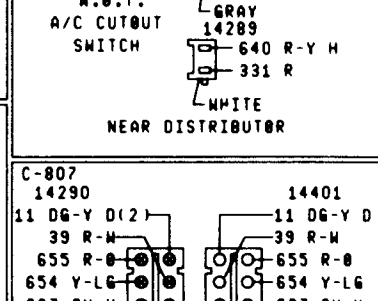 A/C CUTOUT
SWITCH
GRAY
14289
640 R-Y H
331 R
WHITE
NEAR DISTRIBUTOR
C-807
14290
14401
11 DG-Y D(2)
11 DG-Y D
39 R-W
39 R-W
655 R-O
655 R-O
654 Y-LG
654 Y-LG